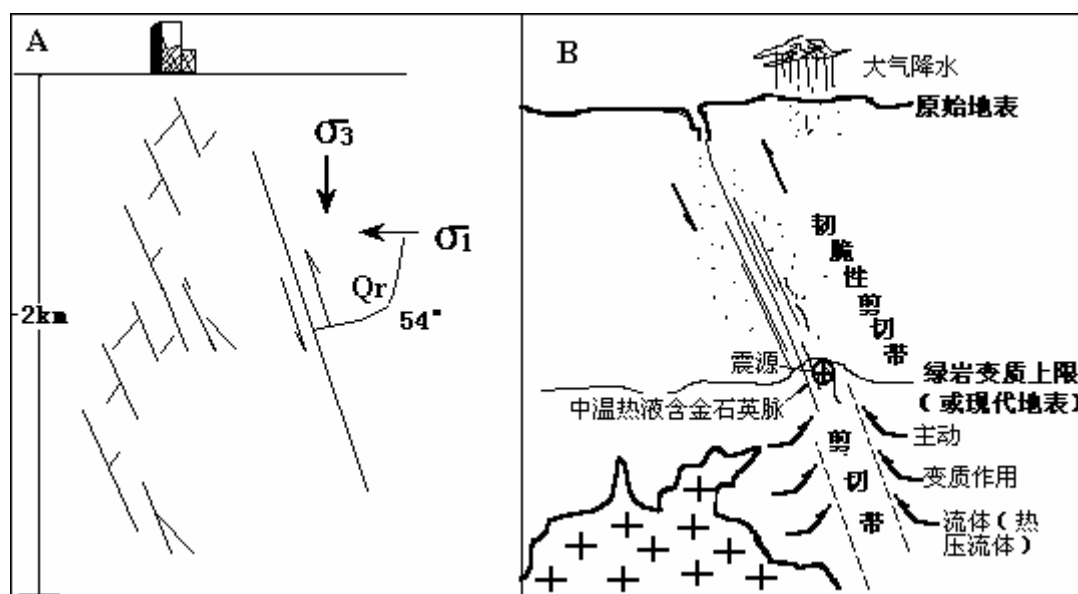 A
σ3
σ1
Qr
54°
2km
B
大气降水
原始地表
韧脆性剪切带
震源
绿岩变质上限
(或现代地表)
中温热液含金石英脉
主动
剪切带
变质作用
流体(热
压流体)